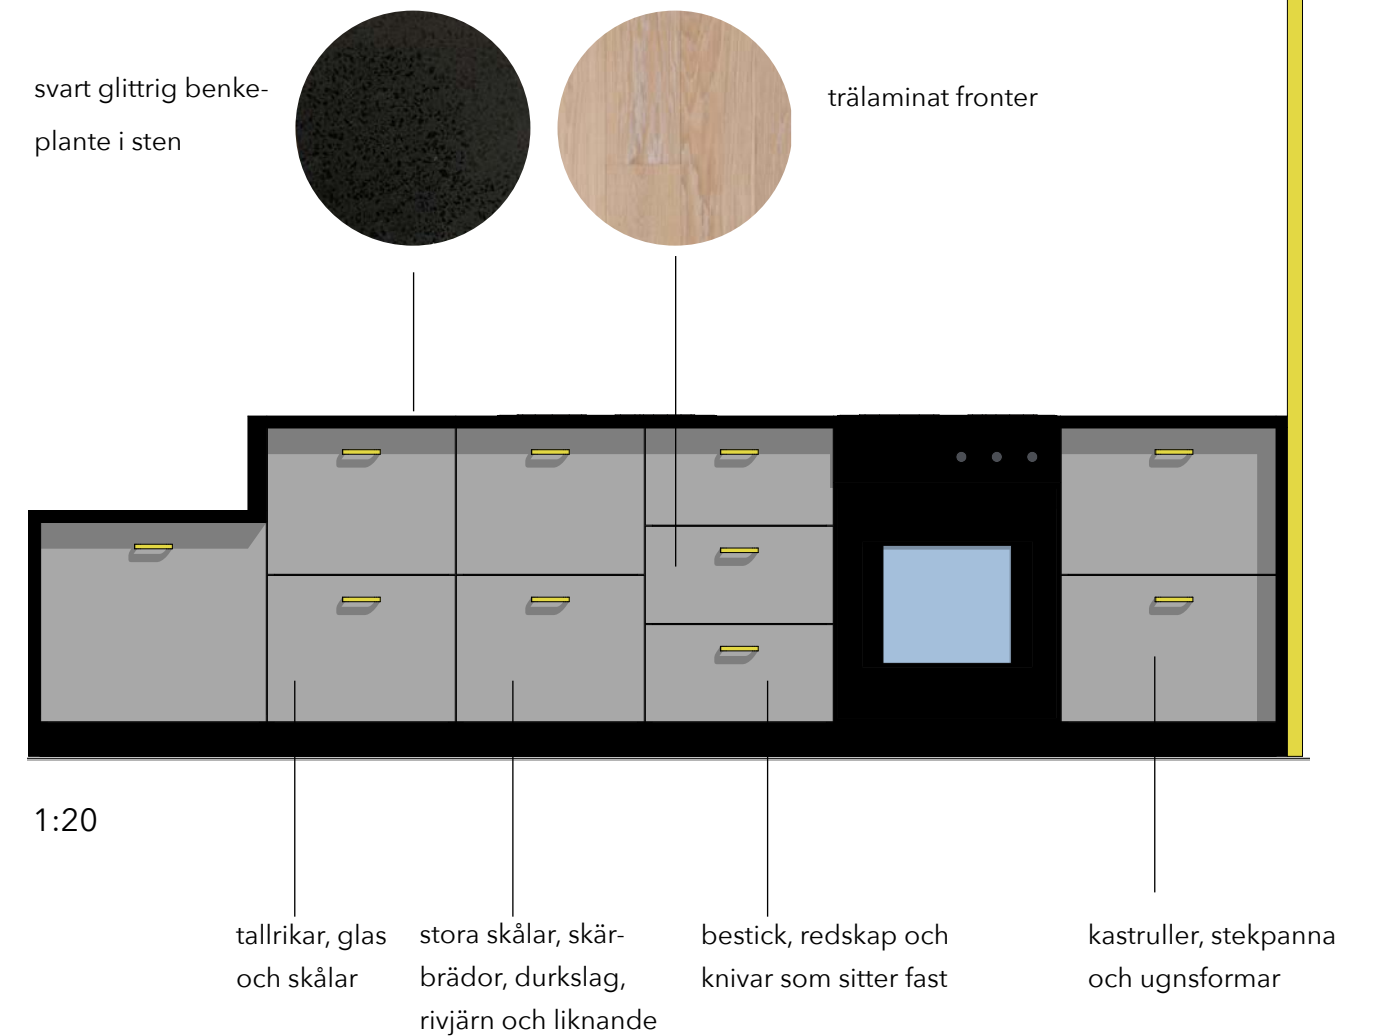 svart glittrig benke-
plante i sten
trälaminat fronter
1:20
tallrikar, glas
och skålar
stora skålar, skär-
brädor, durkslag,
rivjärn och liknande
bestick, redskap och
knivar som sitter fast
kastruller, stekpanna
och ugnsformar